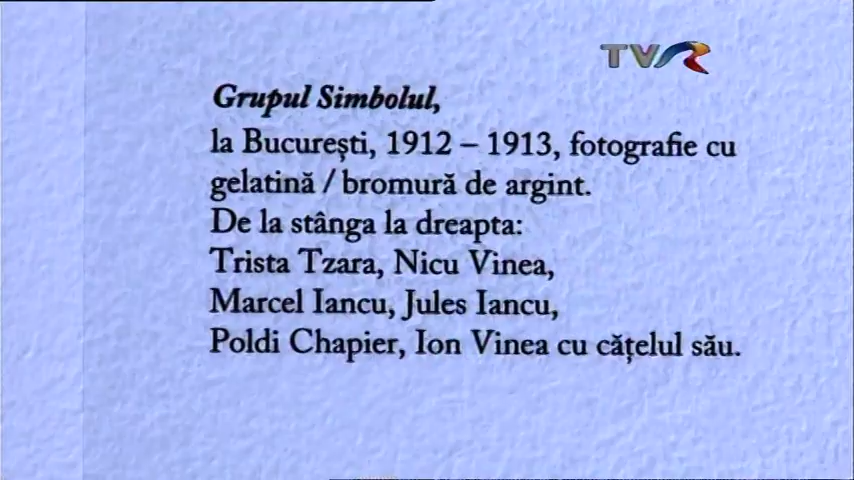 TVR
Grupul Simbolul,
la București, 1912 – 1913, fotografie cu
gelatină / bromură de argint.
De la stânga la dreapta:
Trista Tzara, Nicu Vinea,
Marcel Iancu, Jules Iancu,
Poldi Chapier, Ion Vinea cu cățelul său.